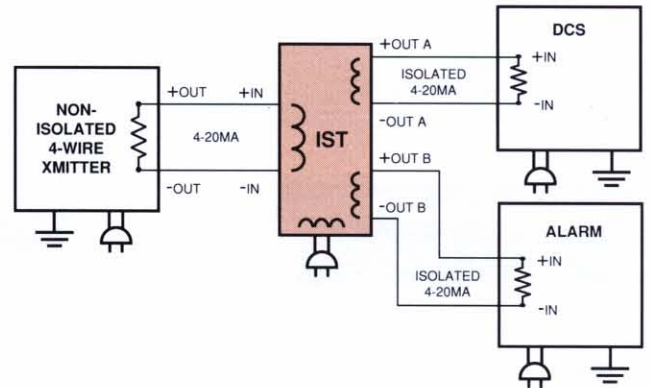 NON-
ISOLATED
4-WIRE
XMITTER
+OUT
-OUT
4-20MA
+IN
-IN
IST
+OUT A
ISOLATED
4-20MA
-OUT A
+OUT B
-OUT B
ISOLATED
4-20MA
DCS
+IN
-IN
ALARM
+IN
-IN